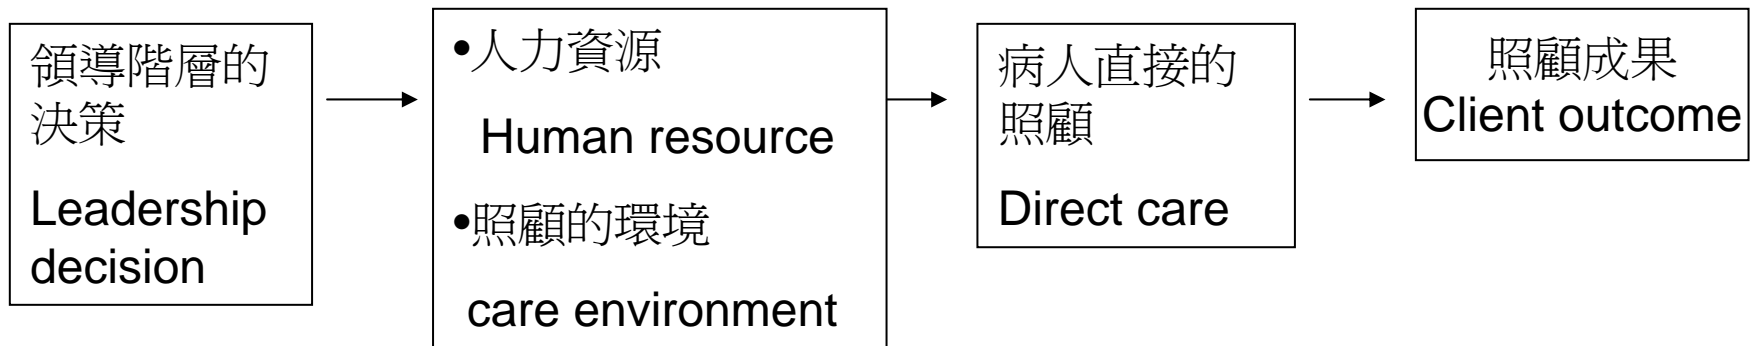 領導階層的
決策
Leadership
decision
•人力資源
Human resource
•照顧的環境
care environment
病人直接的
照顧
Direct care
照顧成果
Client outcome